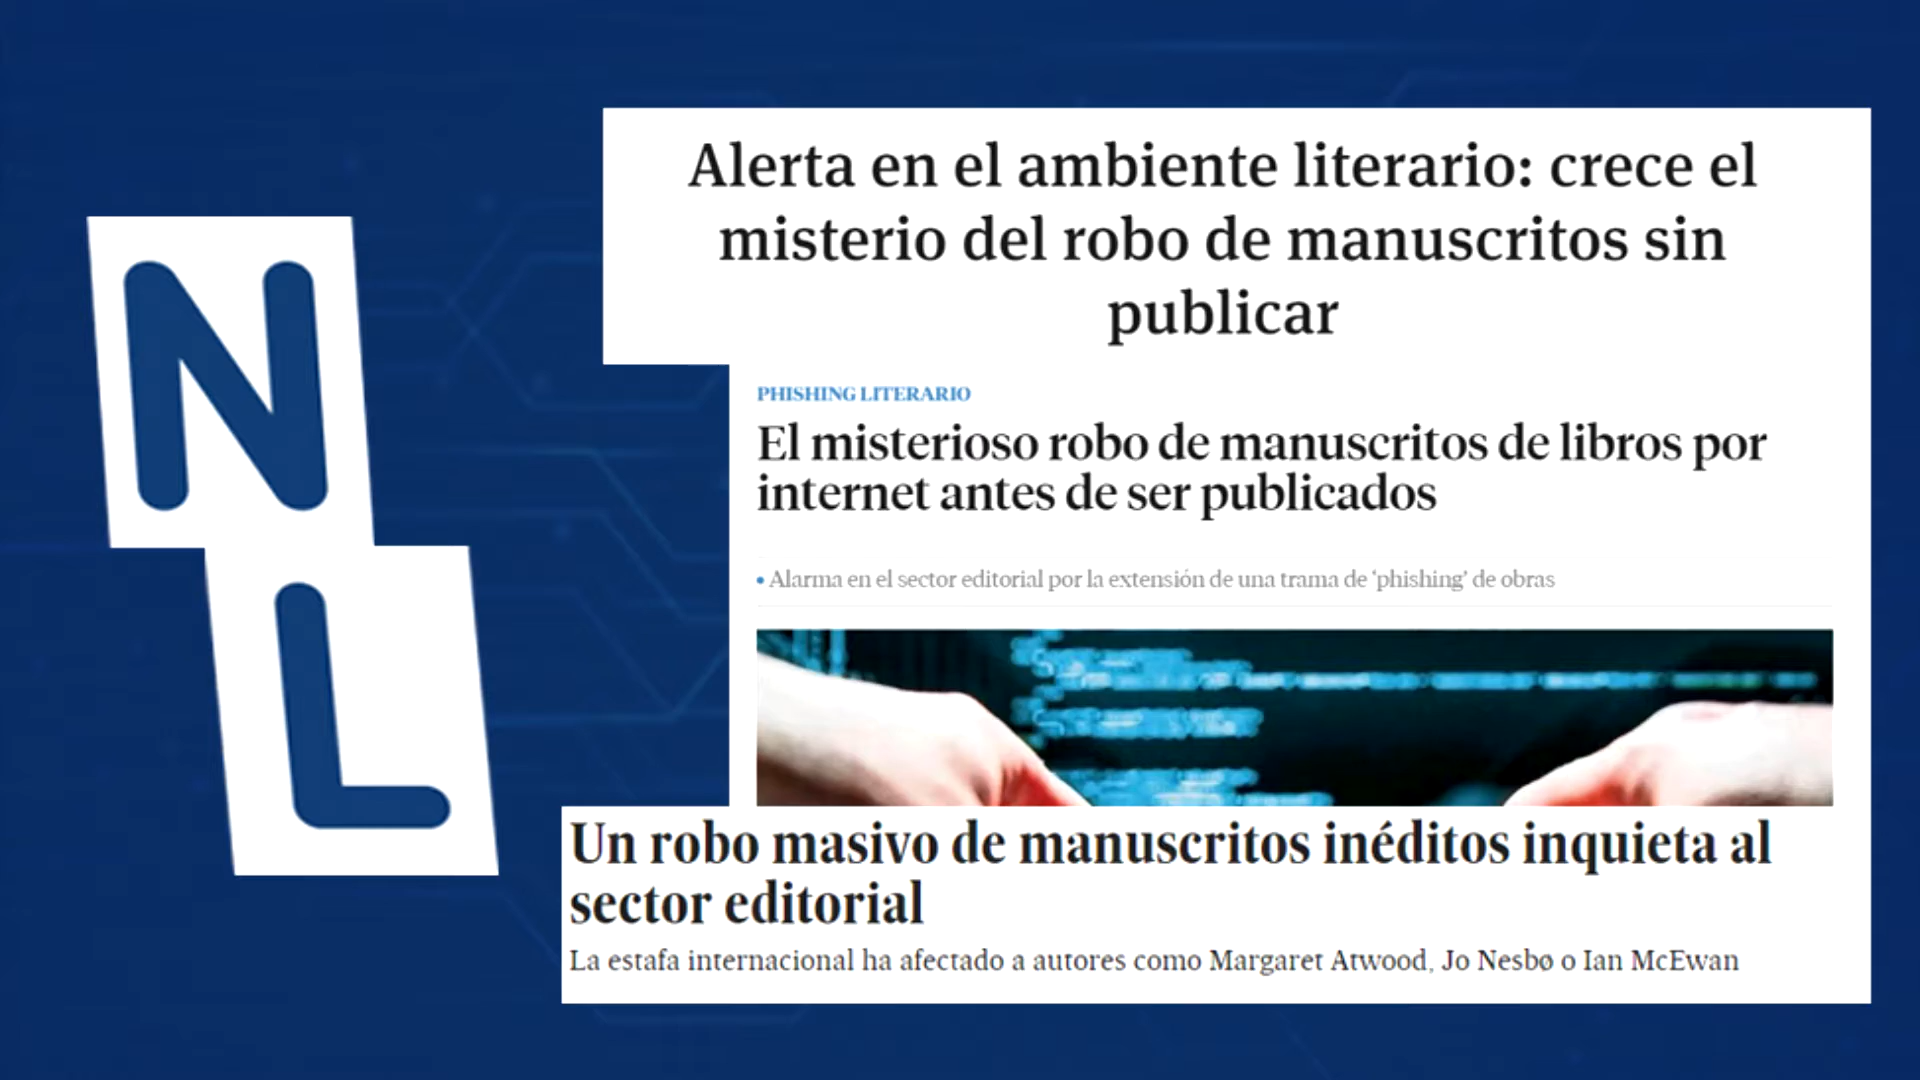 N
L
Alerta en el ambiente literario: crece el
misterio del robo de manuscritos sin
publicar
PHISHING LITERARIO
El misterioso robo de manuscritos de libros por
internet antes de ser publicados
• Alarma en el sector editorial por la extensión de una trama de ‘phishing’ de obras
Un robo masivo de manuscritos inéditos inquieta al
sector editorial
La estafa internacional ha afectado a autores como Margaret Atwood, Jo Nesbø o Ian McEwan